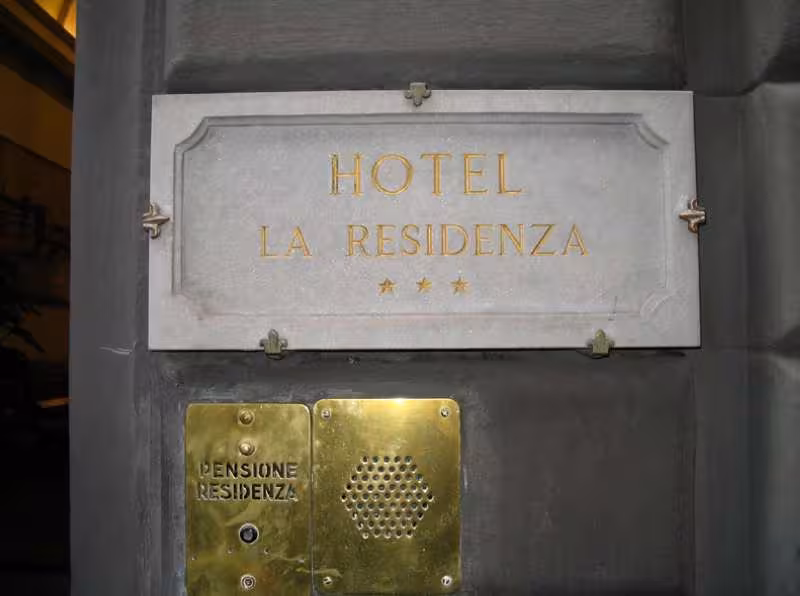 HOTEL
LA RESIDENZA
★ ★ ★
PENSIONE
RESIDENZA